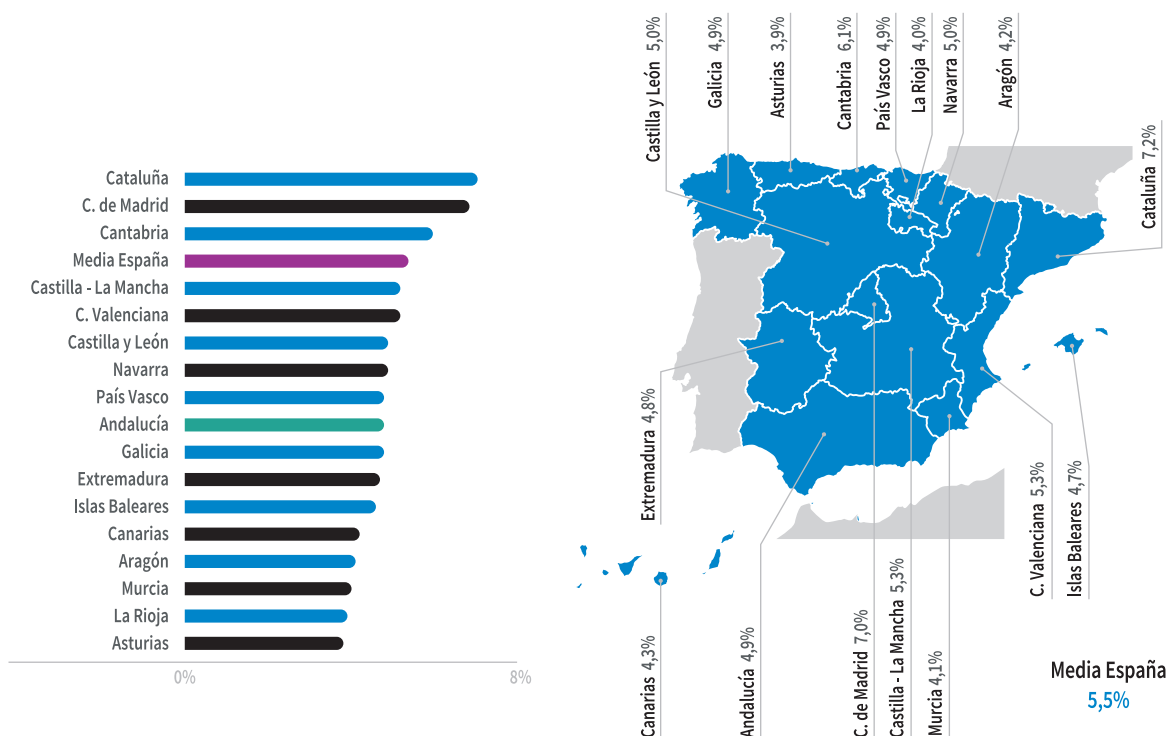 Cataluña
C. de Madrid
Cantabria
Media España
Castilla - La Mancha
C. Valenciana
Castilla y León
Navarra
País Vasco
Andalucía
Galicia
Extremadura
Islas Baleares
Canarias
Aragón
Murcia
La Rioja
Asturias
0%
8%
Castilla y León 5,0%
Galicia 4,9%
Asturias 3,9%
Cantabria 6,1%
País Vasco 4,9%
La Rioja 4,0%
Navarra 5,0%
Aragón 4,2%
Cataluña 7,2%
Extremadura 4,8%
Canarias 4,3%
Andalucía 4,9%
C. de Madrid 7,0%
Castilla - La Mancha 5,3%
Murcia 4,1%
C. Valenciana 5,3%
Islas Baleares 4,7%
Media España
5,5%